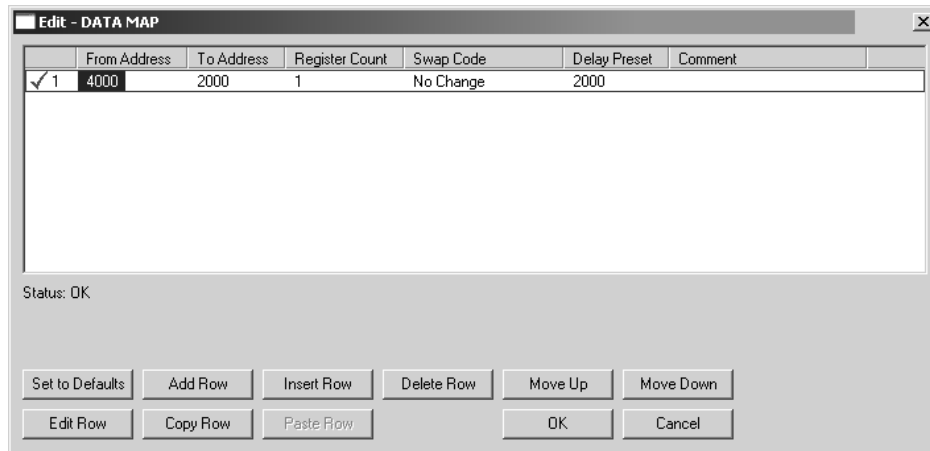 Edit - DATA MAP
From Address To Address Register Count Swap Code Delay Preset Comment
1 4000 2000 1 No Change 2000
Status: OK
Set to Defaults Add Row Insert Row Delete Row Move Up Move Down
Edit Row Copy Row Paste Row OK Cancel